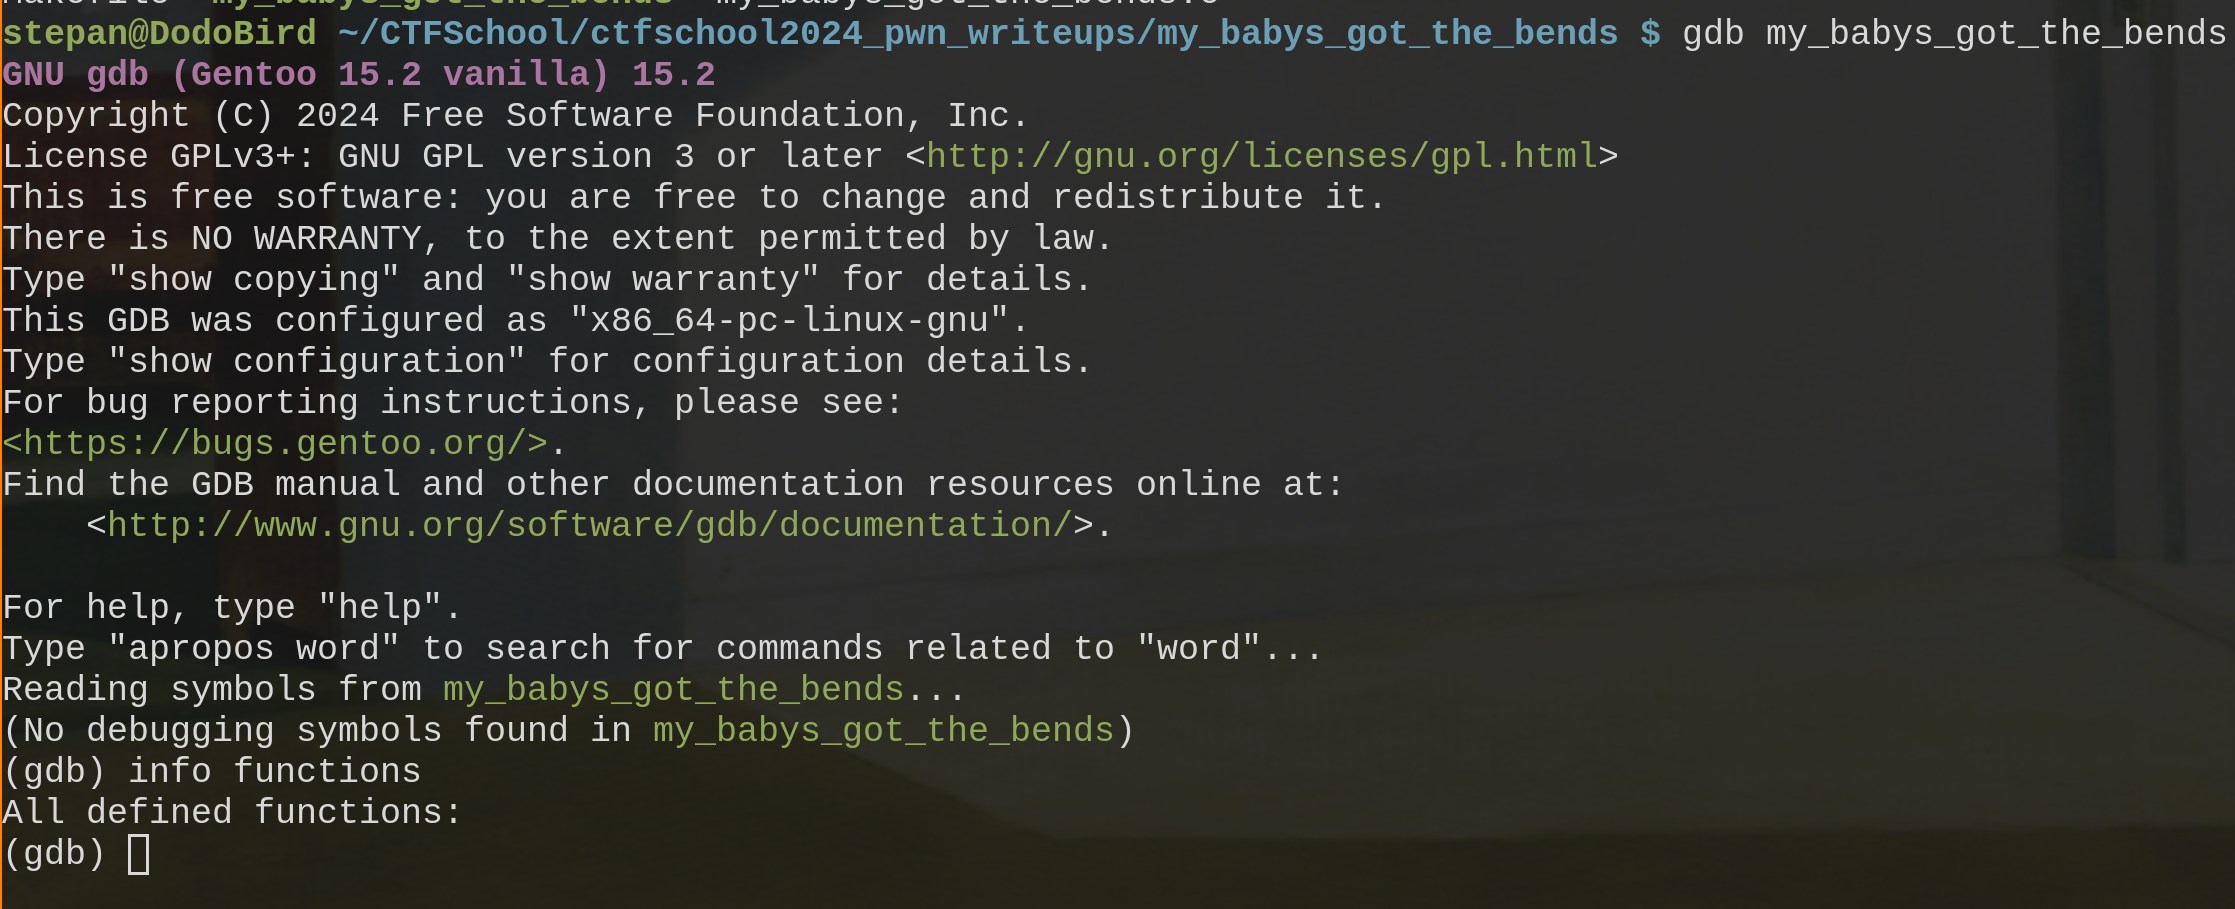 Makefile  my_babys_got_the_bends  my_babys_got_the_bends.c
stepan@DodoBird ~/CTFSchool/ctfschool2024_pwn_writeups/my_babys_got_the_bends $ gdb my_babys_got_the_bends
GNU gdb (Gentoo 15.2 vanilla) 15.2
Copyright (C) 2024 Free Software Foundation, Inc.
License GPLv3+: GNU GPL version 3 or later <http://gnu.org/licenses/gpl.html>
This is free software: you are free to change and redistribute it.
There is NO WARRANTY, to the extent permitted by law.
Type "show copying" and "show warranty" for details.
This GDB was configured as "x86_64-pc-linux-gnu".
Type "show configuration" for configuration details.
For bug reporting instructions, please see:
<https://bugs.gentoo.org/>.
Find the GDB manual and other documentation resources online at:
    <http://www.gnu.org/software/gdb/documentation/>.
For help, type "help".
Type "apropos word" to search for commands related to "word"...
Reading symbols from my_babys_got_the_bends...
(No debugging symbols found in my_babys_got_the_bends)
(gdb) info functions
All defined functions:
(gdb)